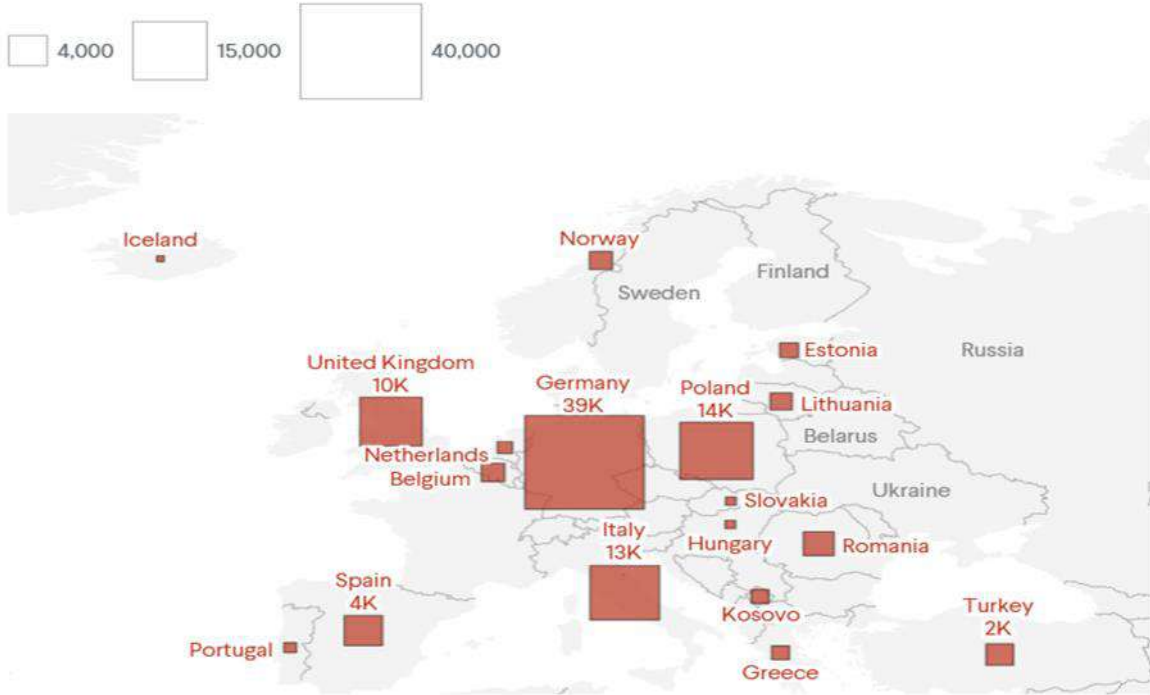 4,000
15,000
40,000
Iceland
Norway
Finland
Sweden
Estonia
Russia
United Kingdom
10K
Germany
39K
Poland
14K
Lithuania
Belarus
Netherlands
Belgium
Ukraine
Slovakia
Italy
13K
Hungary
Romania
Spain
4K
Kosovo
Turkey
2K
Portugal
Greece